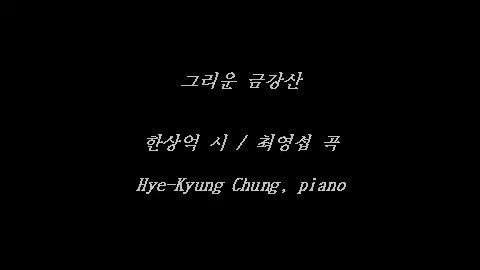 그리운 금강산
한상억 시 / 최영섭 곡
Hye-Kyung Chung, piano